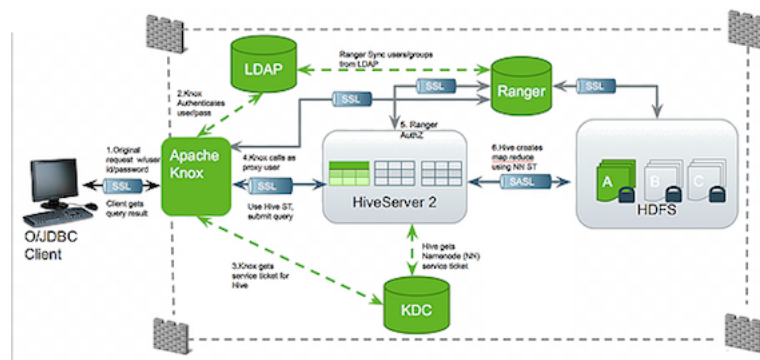 LDAP
Ranger Sync users/groups
from LDAP
Ranger
SSL
SSL
SSL
2.Knox
Authenticates
use/pass
5. Ranger
AuthZ
1.Original
request w/user
id/password
SSL
Client gets
query result
O/JDBC
Client
Apache
Knox
4.Knox calls as
proxy user
SSL
Use Hive ST,
submit query
HiveServer 2
6.Hive creates
map reduce
using NN ST
SASL
A
B
C
HDFS
3.Knox gets
service ticket for
Hive
Hive gets
Namenode (NN)
service ticket
KDC